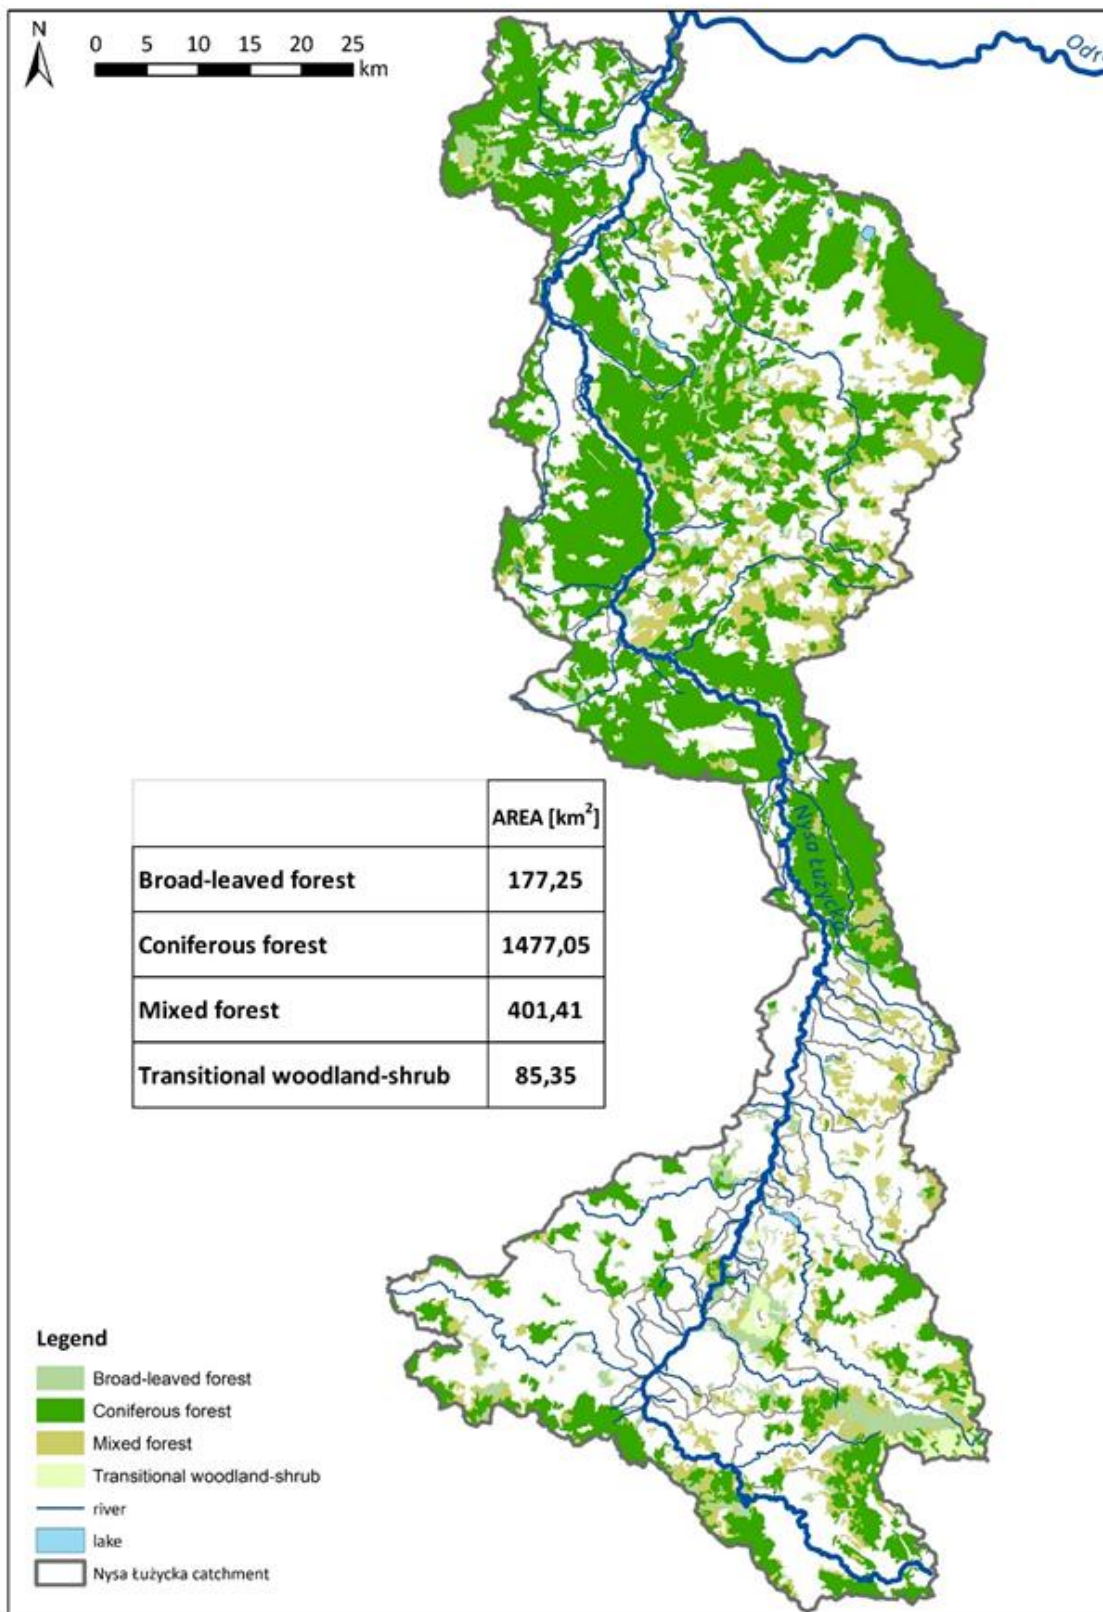 N
0 5 10 15 20 25
km
Nysa Łużycka
AREA [km²]
Broad-leaved forest 177,25
Coniferous forest 1477,05
Mixed forest 401,41
Transitional woodland-shrub 85,35
Legend
Broad-leaved forest
Coniferous forest
Mixed forest
Transitional woodland-shrub
river
lake
Nysa Łużycka catchment